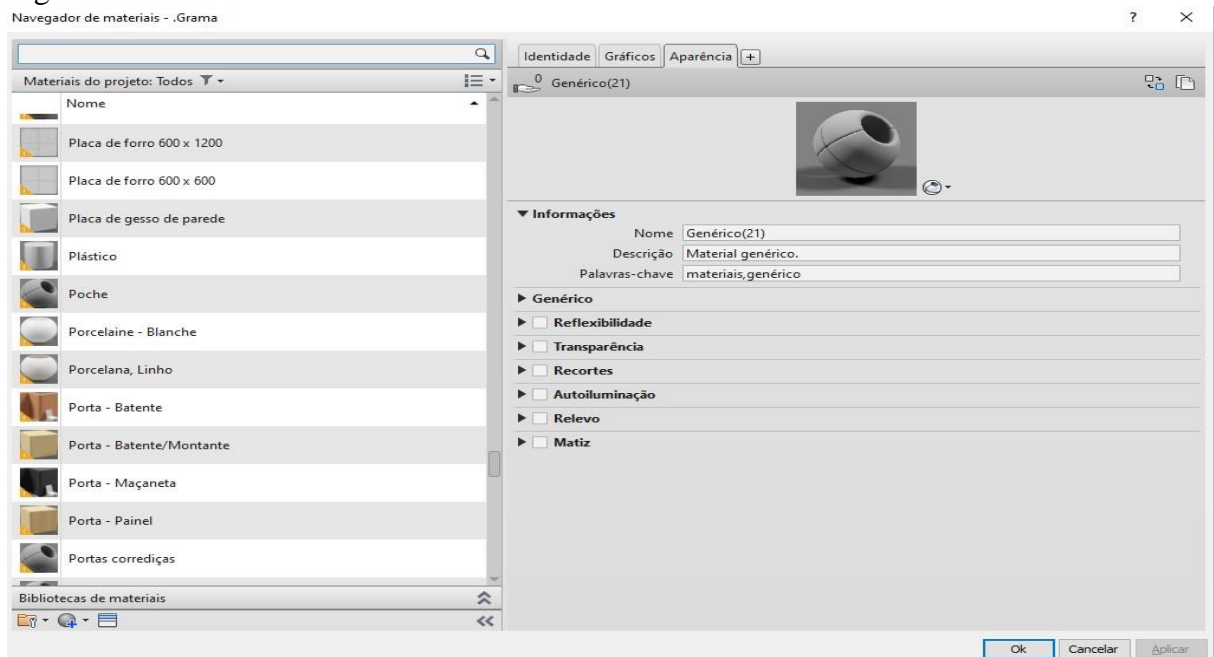 Navegador de materiais - .Grama
? ×
Identidade Gráficos Aparência +
Materiais do projeto: Todos
0 Genérico(21)
Nome
Placa de forro 600 x 1200
Placa de forro 600 x 600
Placa de gesso de parede
Plástico
Poche
Porcelaine - Blanche
Porcelana, Linho
Porta - Batente
Porta - Batente/Montante
Porta - Maçaneta
Porta - Painel
Portas corrediças
Bibliotecas de materiais
Informações
Nome Genérico(21)
Descrição Material genérico.
Palavras-chave materiais,genérico
Genérico
Reflexibilidade
Transparência
Recortes
Autoiluminação
Relevo
Matiz
Ok Cancelar Aplicar